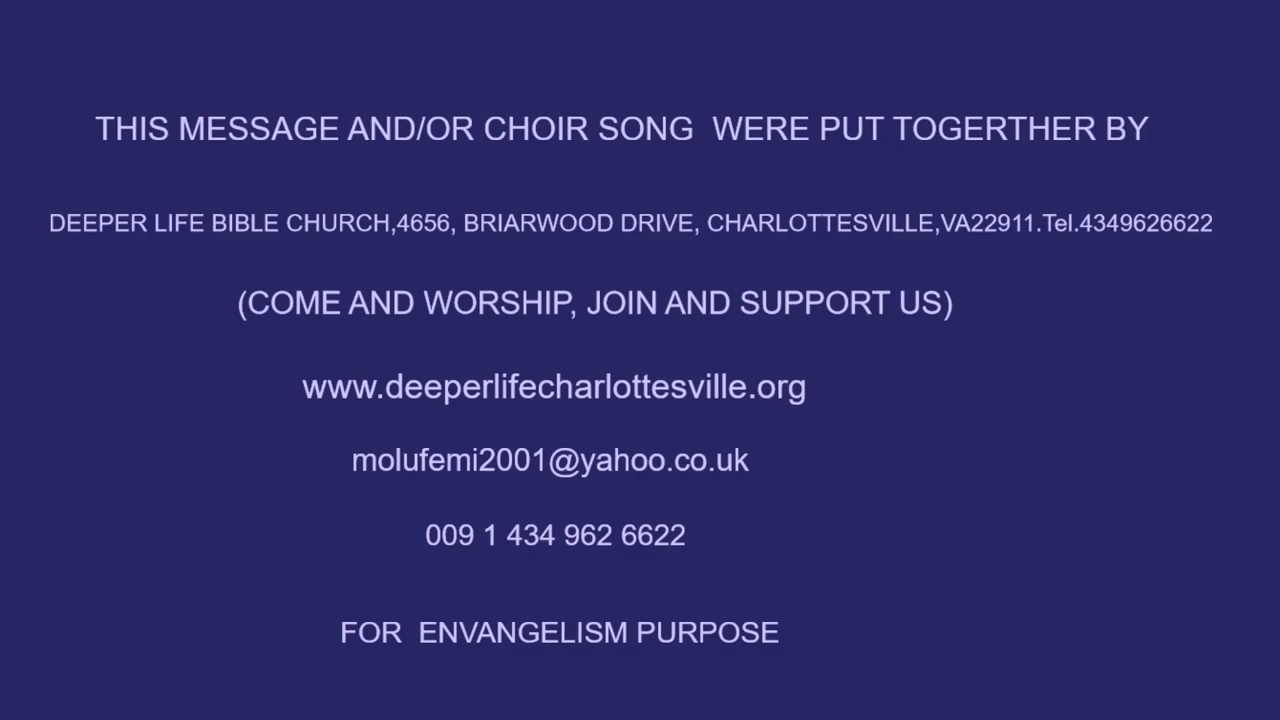 THIS MESSAGE AND/OR CHOIR SONG  WERE PUT TOGERTHER BY
DEEPER LIFE BIBLE CHURCH,4656, BRIARWOOD DRIVE, CHARLOTTESVILLE,VA22911.Tel.4349626622
(COME AND WORSHIP, JOIN AND SUPPORT US)
www.deeperlifecharlottesville.org
molufemi2001@yahoo.co.uk
009 1 434 962 6622
FOR  ENVANGELISM PURPOSE